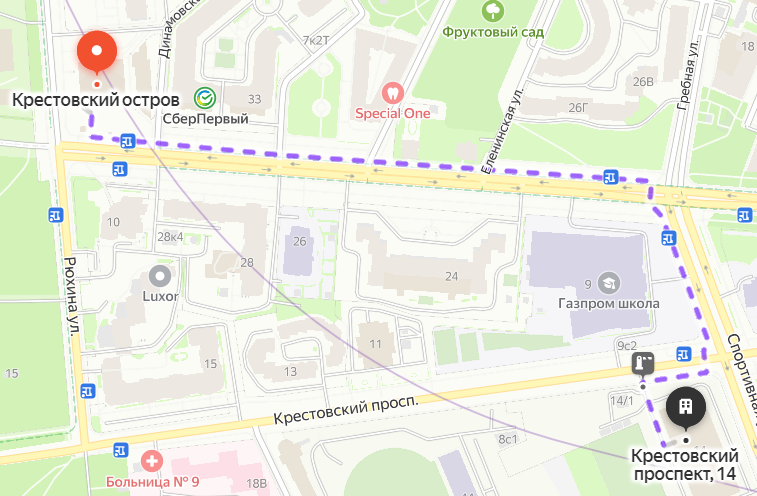 Фруктовый сад
Динамовская
7к2Т
Гребная ул.
18
26В
Крестовский остров
33
СберПервый
Special One
26Г
Еленинская ул.
10
28к4
26
28
24
9
Luxor
Газпром школа
Рюхина ул.
9с2
Спортивная
11
15
15
13
14/1
Крестовский просп.
8с1
Больница № 9
18В
Крестовский
проспект, 14